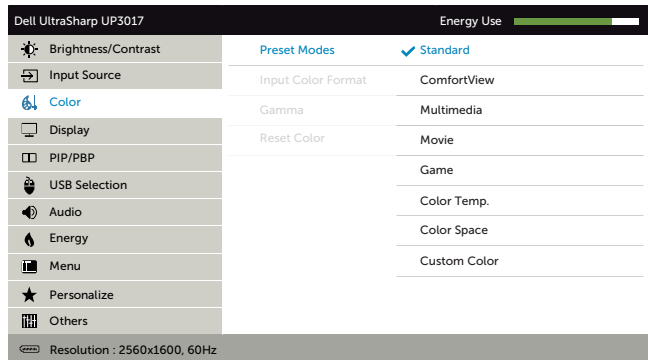 Dell UltraSharp UP3017
Energy Use
Brightness/Contrast
Input Source
Color
Display
PIP/PBP
USB Selection
Audio
Energy
Menu
Personalize
Others
Preset Modes
Input Color Format
Gamma
Reset Color
Standard
ComfortView
Multimedia
Movie
Game
Color Temp.
Color Space
Custom Color
Resolution : 2560x1600, 60Hz